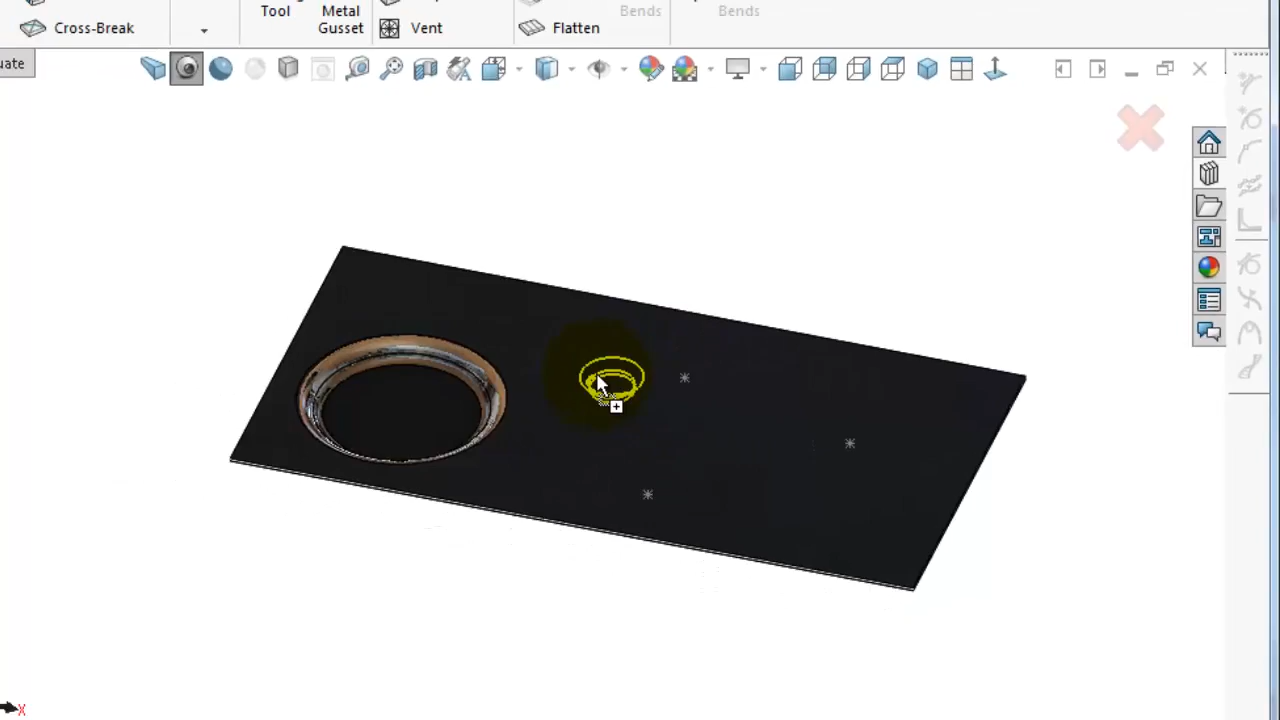 Tool
Metal
Gusset
Bends
Bends
Cross-Break
Vent
Flatten
uate
X